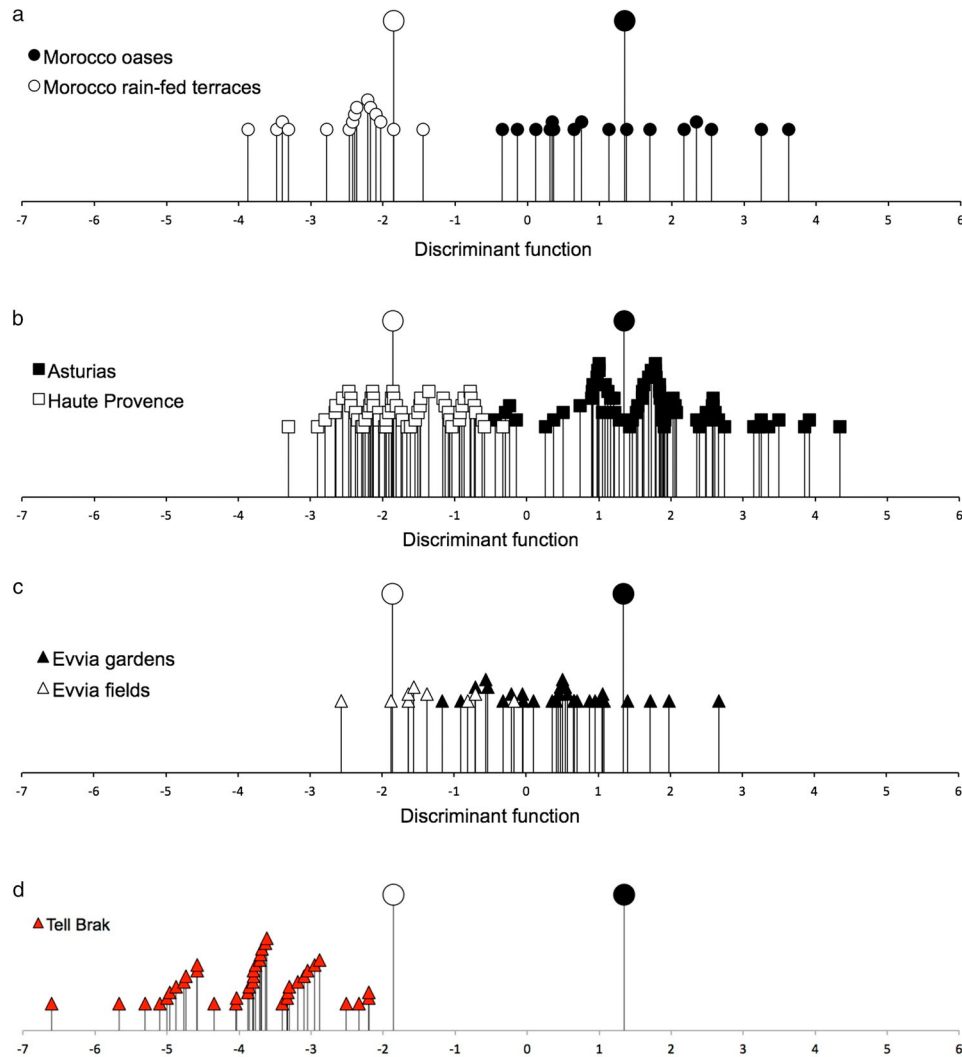 a
Morocco oases
Morocco rain-fed terraces
-7 -6 -5 -4 -3 -2 -1 0 1 2 3 4 5 6
Discriminant function
b
Asturias
Haute Provence
-7 -6 -5 -4 -3 -2 -1 0 1 2 3 4 5 6
Discriminant function
c
Evvia gardens
Evvia fields
-7 -6 -5 -4 -3 -2 -1 0 1 2 3 4 5 6
Discriminant function
d
Tell Brak
-7 -6 -5 -4 -3 -2 -1 0 1 2 3 4 5 6